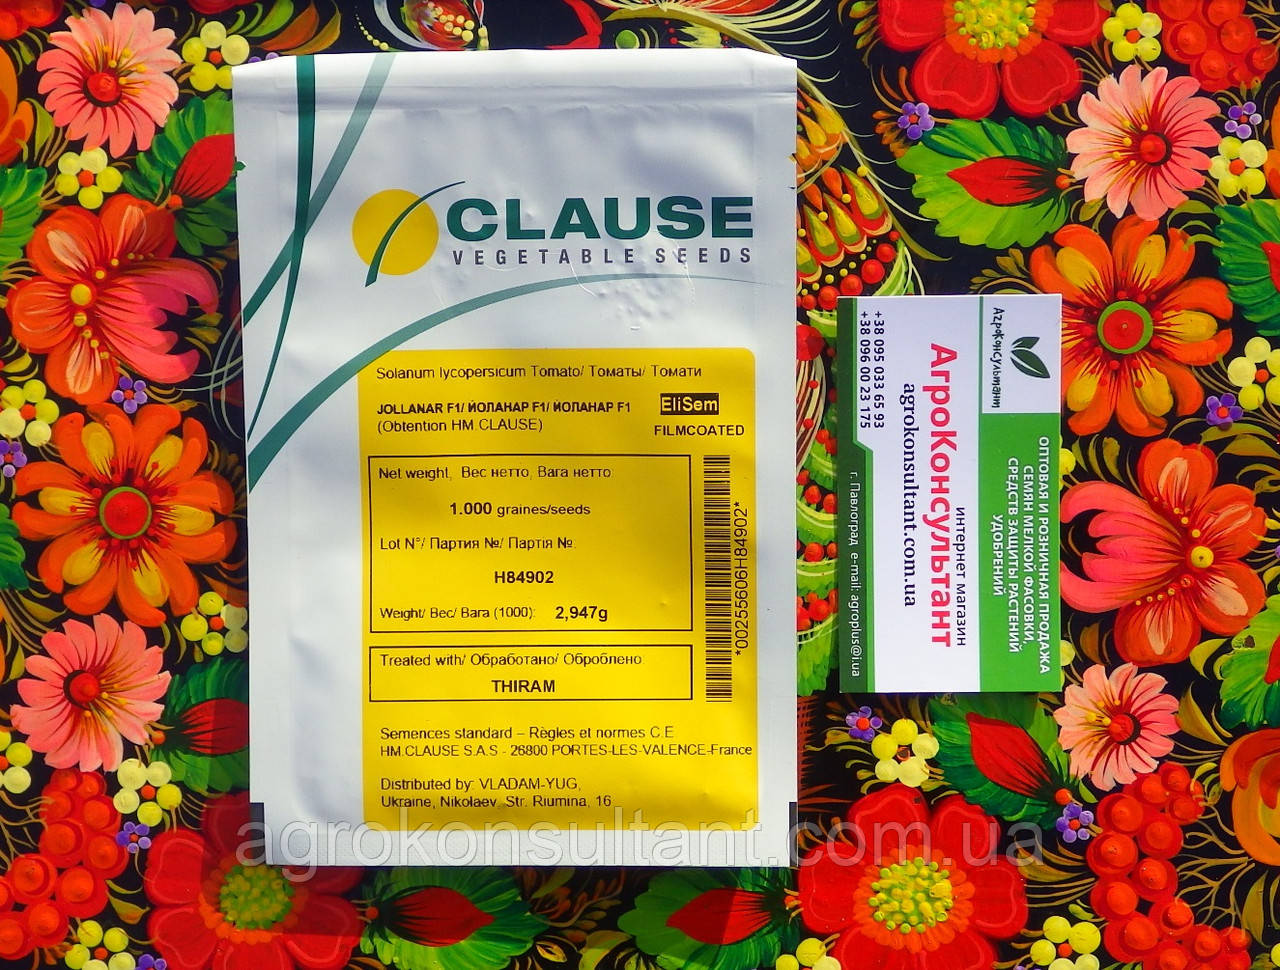 CLAUSE
VEGETABLE SEEDS
Solanum lycopersicum Tomato/ Томаты/ Томати
JOLLANAR F1/ ЙОЛАНАР F1/ ЙОЛАНАР F1
(Obtention HM.CLAUSE)
EliSem
FILMCOATED
Net weight, Вес нетто, Вага нетто:
1.000 graines/seeds
Lot N°/ Партия №/ Партія №:
H84902
Weight/ Вес/ Вага (1000): 2,947g
*00255606H84902*
Treated with/ Обработано/ Оброблено:
THIRAM
Semences standard – Règles et normes C.E
HM.CLAUSE S.A.S - 26800 PORTES-LES-VALENCE-France
Distributed by: VLADAM-YUG,
Ukraine, Nikolaev, Str. Riumina, 16
АгроКонсультант
ОПТОВАЯ И РОЗНИЧНАЯ ПРОДАЖА
СЕМЯН МЕЛКОЙ ФАСОВКИ,
СРЕДСТВ ЗАЩИТЫ РАСТЕНИЙ
УДОБРЕНИЙ
интернет магазин
АгроКонсультант
agrokonsultant.com.ua
+38 095 033 65 93
+38 096 00 23 175
г. Павлоград e-mail: agroplus@i.ua
agrokonsultant.com.ua